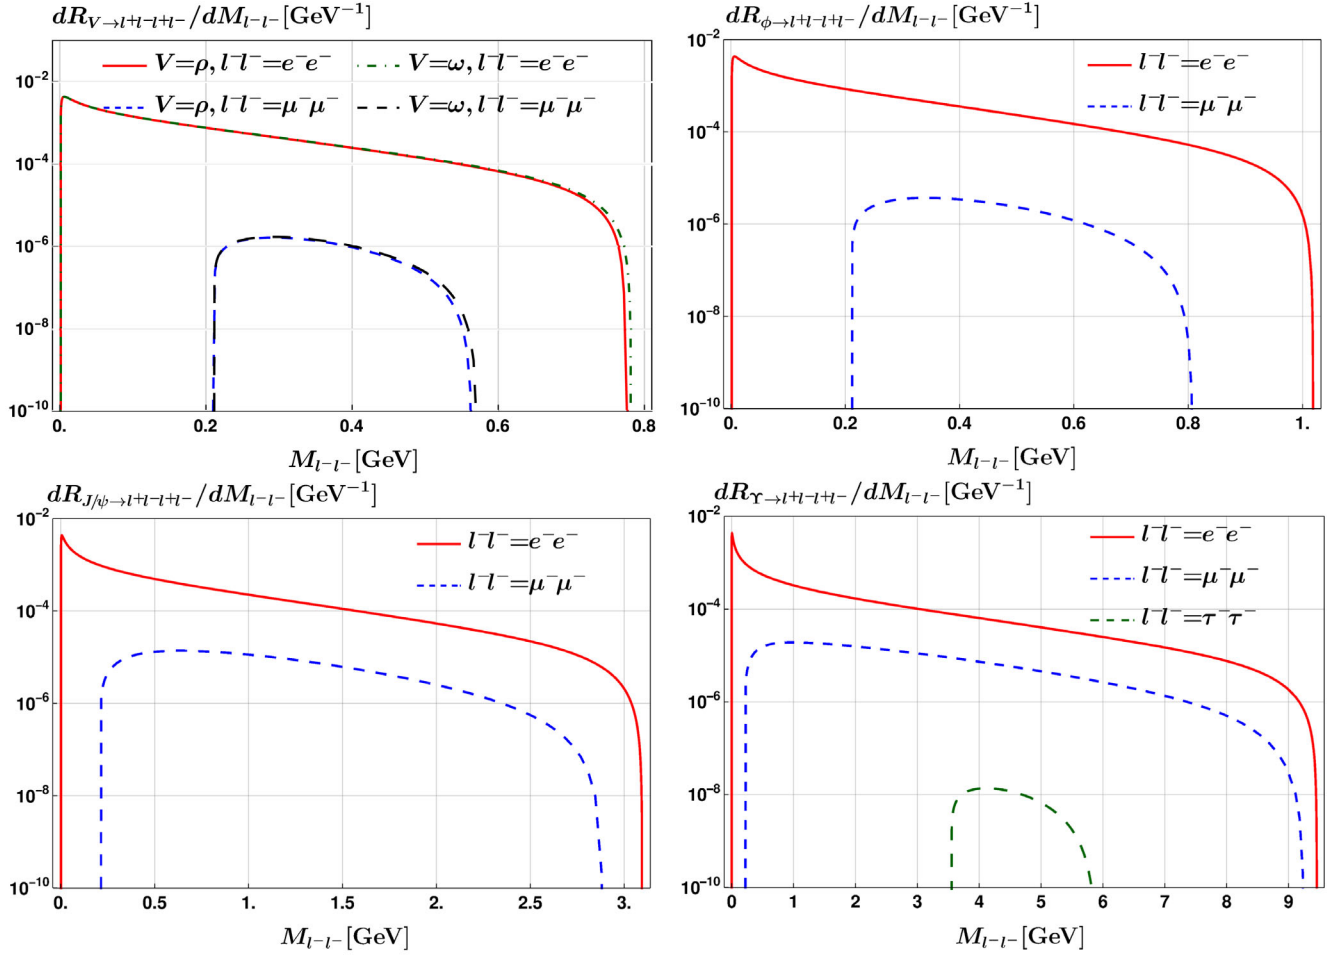 dR_{V→l+l−l+l−}/dM_{l−l−}[GeV⁻¹]
V=ρ, l⁻l⁻=e⁻e⁻ V=ω, l⁻l⁻=e⁻e⁻
V=ρ, l⁻l⁻=μ⁻μ⁻ V=ω, l⁻l⁻=μ⁻μ⁻
10⁻²
10⁻⁴
10⁻⁶
10⁻⁸
10⁻¹⁰
0. 0.2 0.4 0.6 0.8
M_{l−l−}[GeV]
dR_{ϕ→l+l−l+l−}/dM_{l−l−}[GeV⁻¹]
l⁻l⁻=e⁻e⁻
l⁻l⁻=μ⁻μ⁻
10⁻²
10⁻⁴
10⁻⁶
10⁻⁸
10⁻¹⁰
0. 0.2 0.4 0.6 0.8 1.
M_{l−l−}[GeV]
dR_{J/ψ→l+l−l+l−}/dM_{l−l−}[GeV⁻¹]
l⁻l⁻=e⁻e⁻
l⁻l⁻=μ⁻μ⁻
10⁻²
10⁻⁴
10⁻⁶
10⁻⁸
10⁻¹⁰
0. 0.5 1. 1.5 2. 2.5 3.
M_{l−l−}[GeV]
dR_{Υ→l+l−l+l−}/dM_{l−l−}[GeV⁻¹]
l⁻l⁻=e⁻e⁻
l⁻l⁻=μ⁻μ⁻
l⁻l⁻=τ⁻τ⁻
10⁻²
10⁻⁴
10⁻⁶
10⁻⁸
10⁻¹⁰
0 1 2 3 4 5 6 7 8 9
M_{l−l−}[GeV]